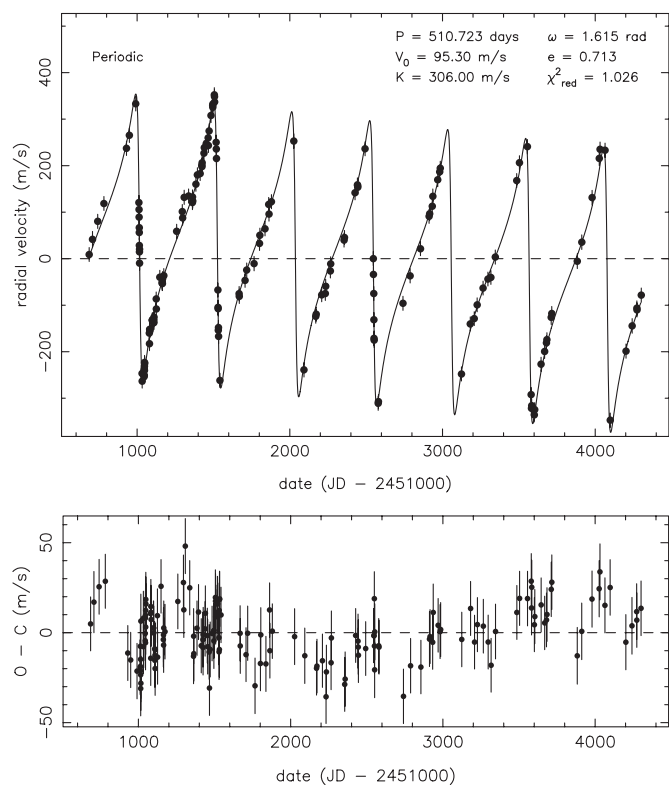 P = 510.723 days ω = 1.615 rad
Periodic V₀ = 95.30 m/s e = 0.713
K = 306.00 m/s χ²red = 1.026
radial velocity (m/s)
400
200
0
−200
1000 2000 3000 4000
date (JD − 2451000)
O − C (m/s)
50
0
−50
1000 2000 3000 4000
date (JD − 2451000)